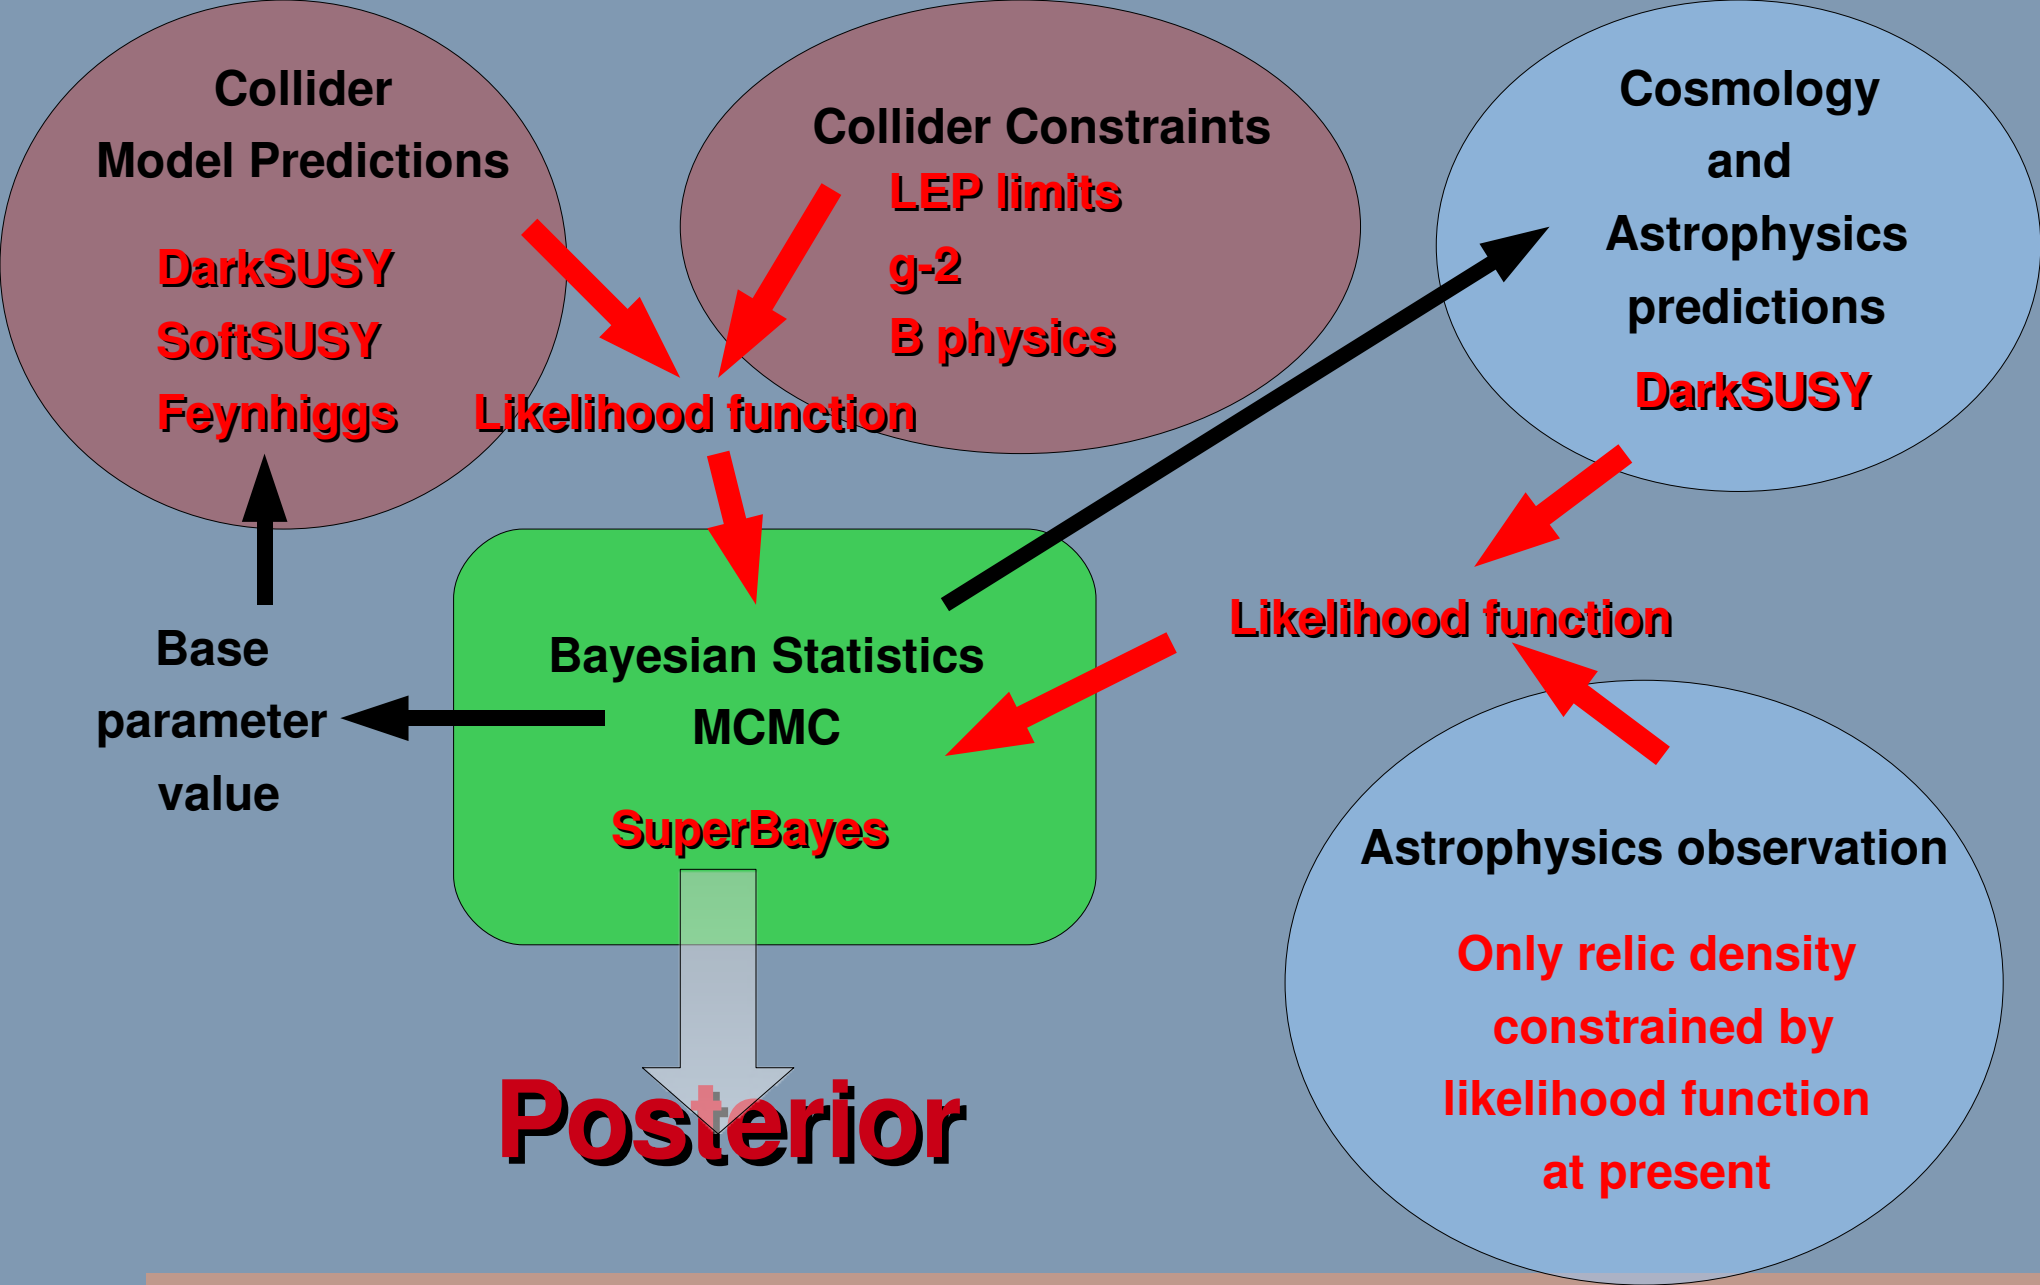 Collider
Model Predictions
DarkSUSY
SoftSUSY
Feynhiggs
Collider Constraints
LEP limits
g-2
B physics
Cosmology
and
Astrophysics
predictions
DarkSUSY
Likelihood function
Likelihood function
Base
parameter
value
Bayesian Statistics
MCMC
SuperBayes
Astrophysics observation
Only relic density
constrained by
likelihood function
at present
Posterior